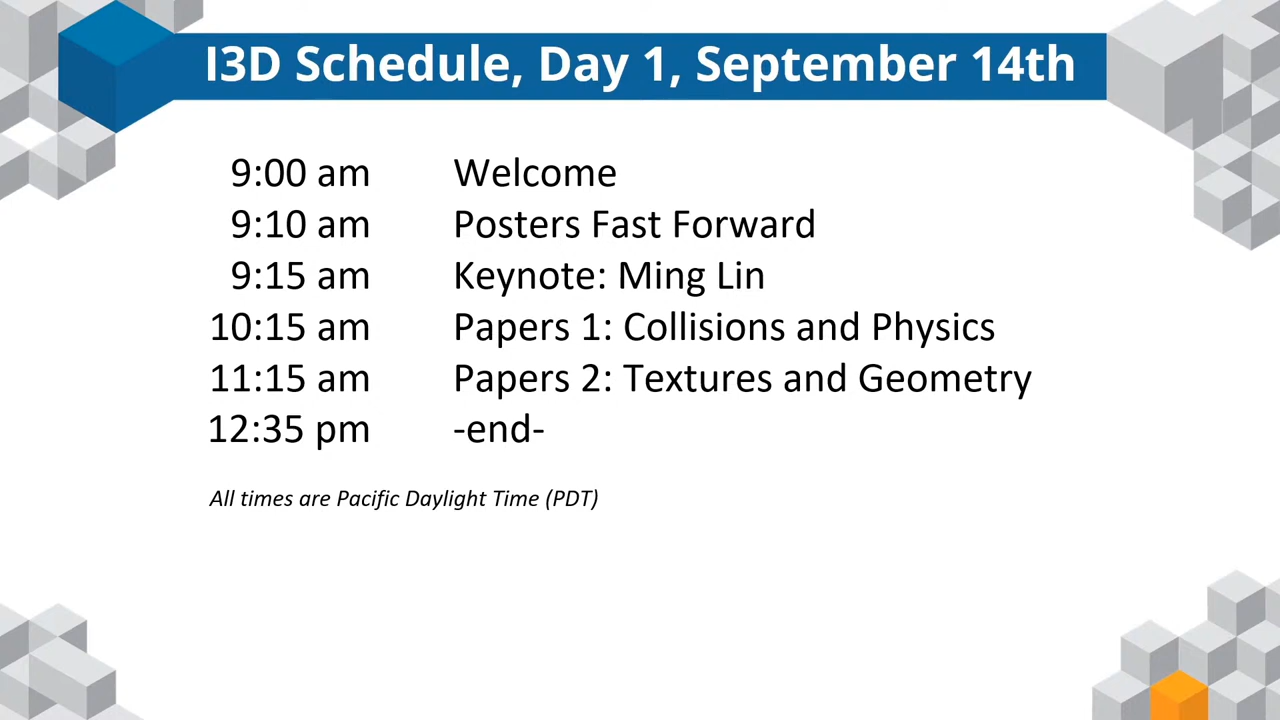 I3D Schedule, Day 1, September 14th
9:00 am Welcome
9:10 am Posters Fast Forward
9:15 am Keynote: Ming Lin
10:15 am Papers 1: Collisions and Physics
11:15 am Papers 2: Textures and Geometry
12:35 pm -end-
All times are Pacific Daylight Time (PDT)